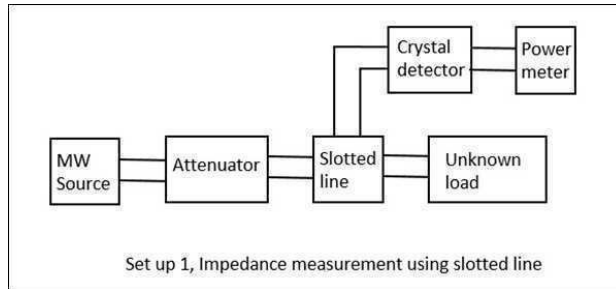 Crystal
detector
Power
meter
MW
Source
Attenuator
Slotted
line
Unknown
load
Set up 1, Impedance measurement using slotted line